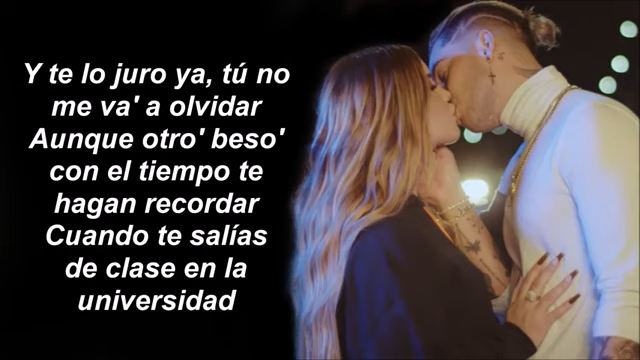 Y te lo juro ya, tú no
me va' a olvidar
Aunque otro' beso'
con el tiempo te
hagan recordar
Cuando te salías
de clase en la
universidad